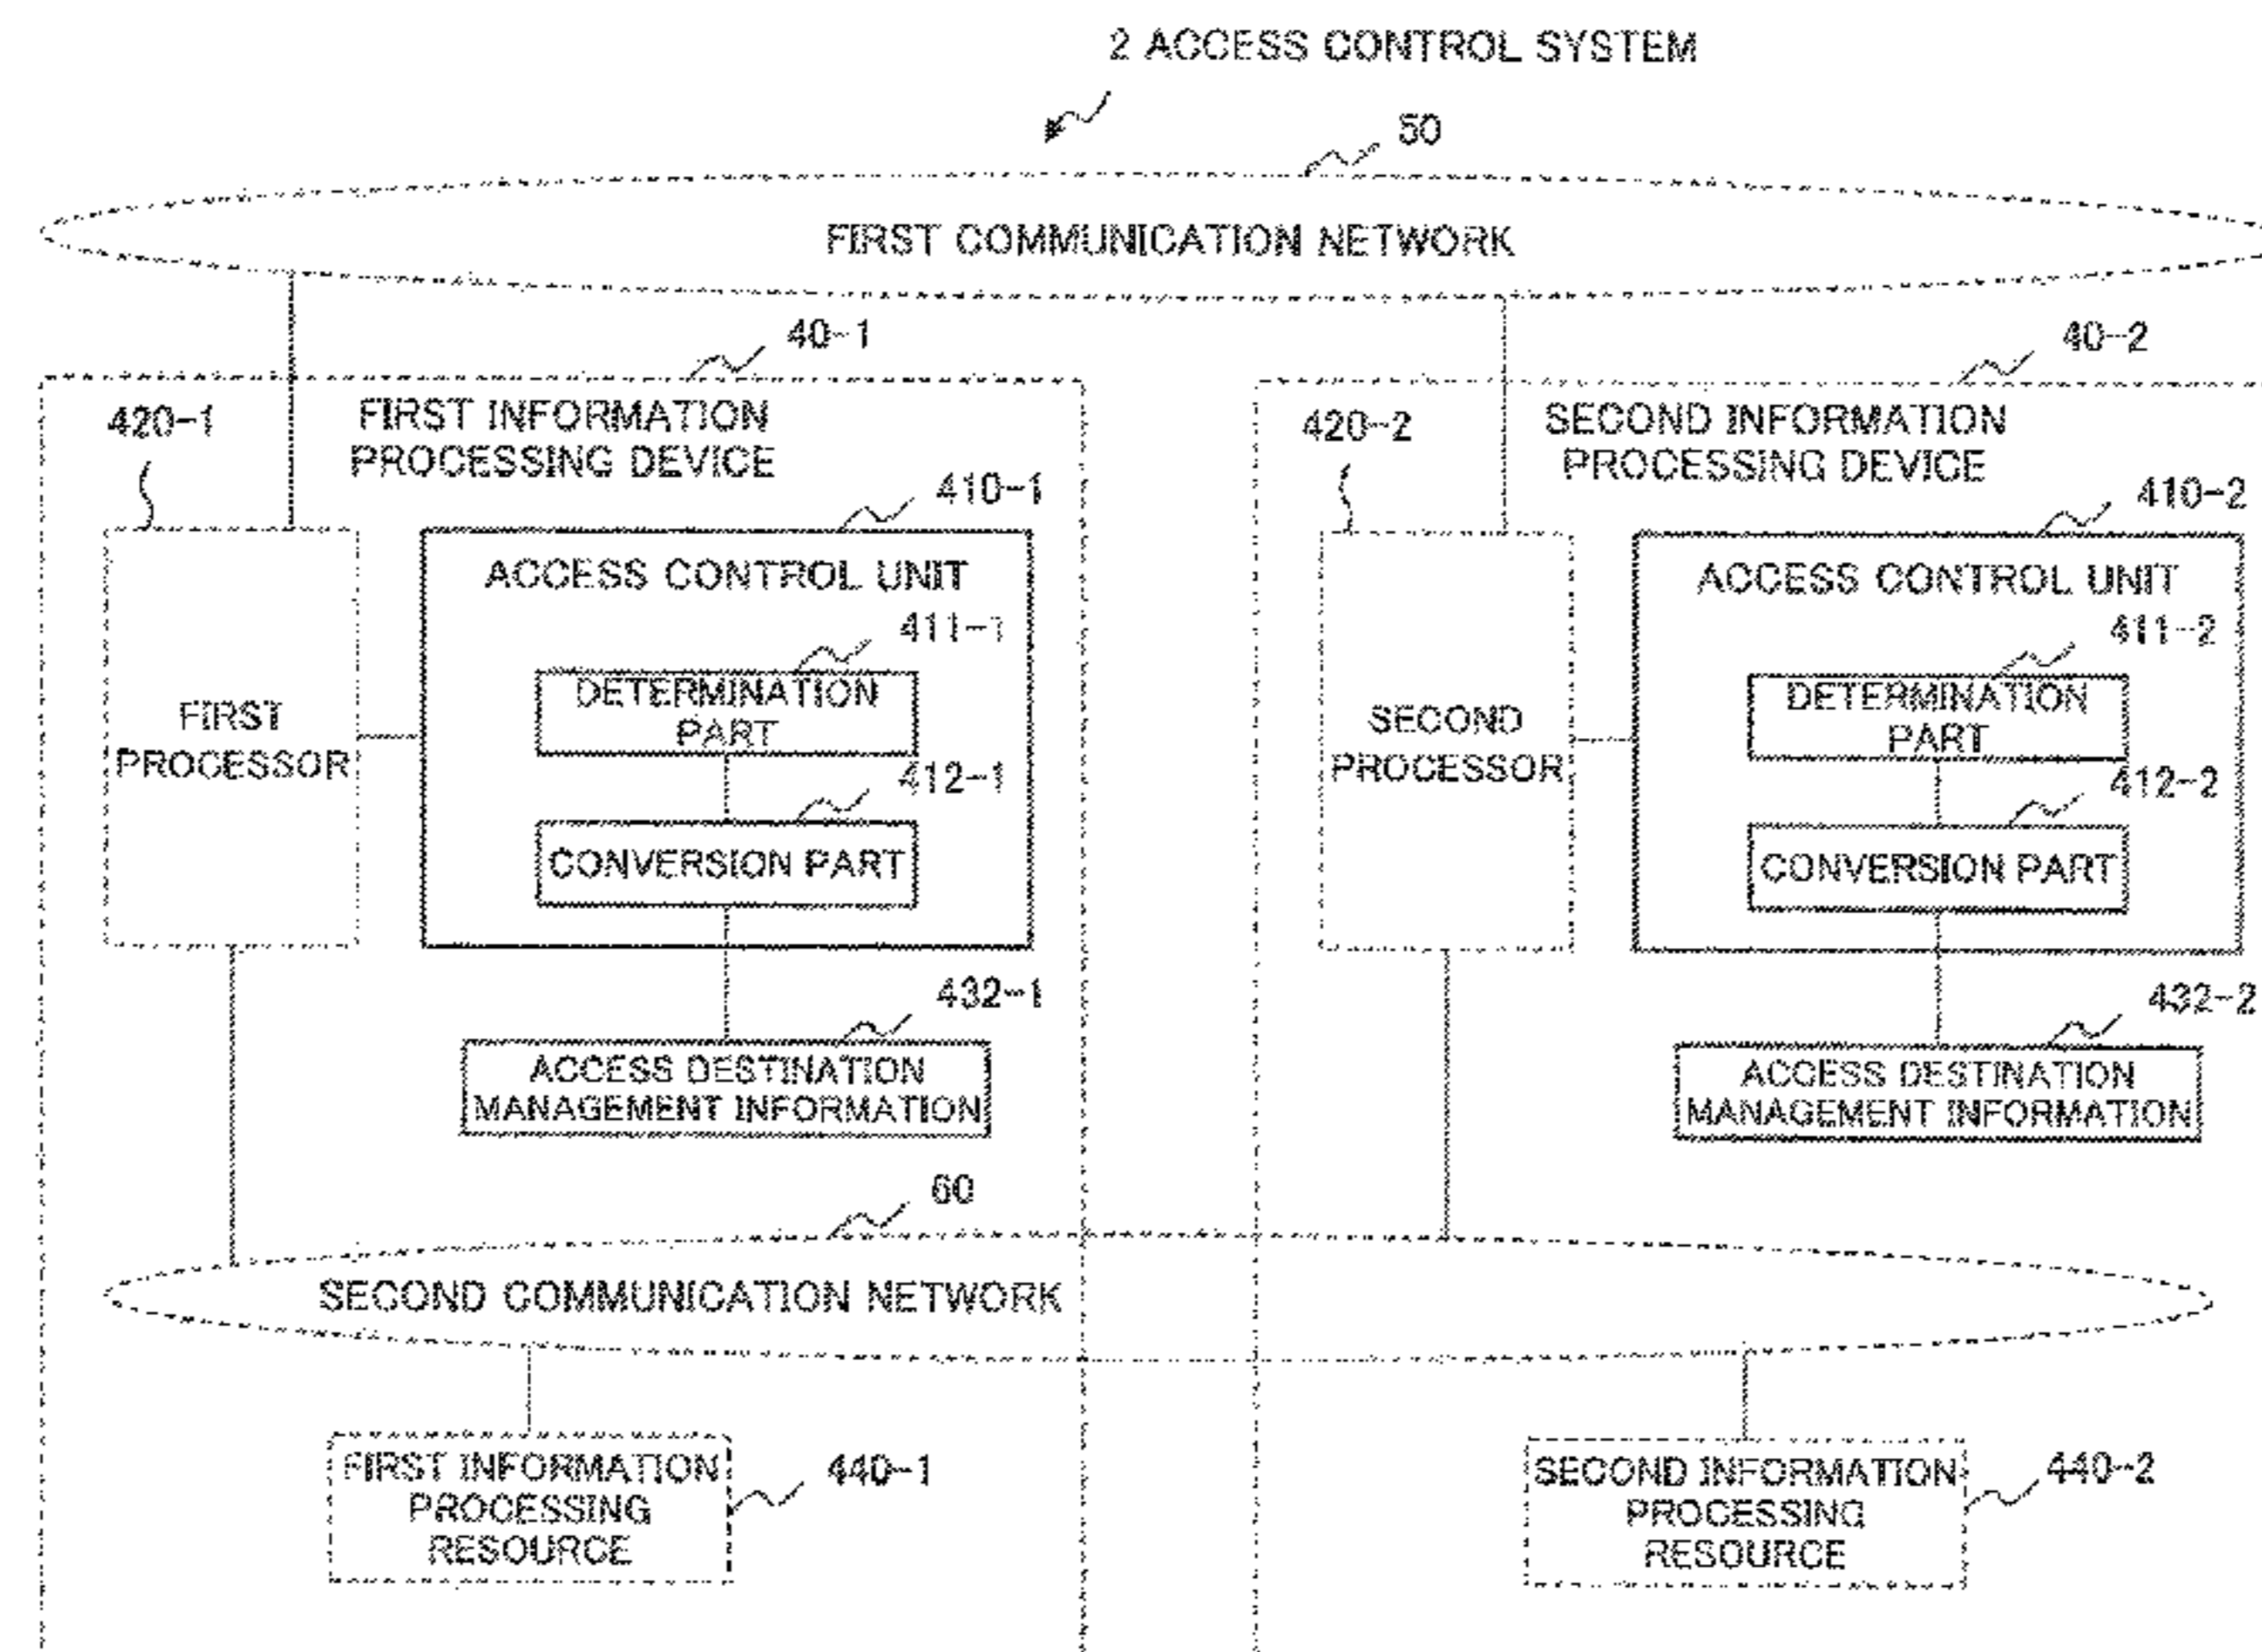 2 ACCESS CONTROL SYSTEM
50
FIRST COMMUNICATION NETWORK
40-1
40-2
420-1
FIRST INFORMATION
PROCESSING DEVICE
410-1
ACCESS CONTROL UNIT
411-1
DETERMINATION
PART
FIRST
PROCESSOR
412-1
CONVERSION PART
432-1
ACCESS DESTINATION
MANAGEMENT INFORMATION
420-2
SECOND INFORMATION
PROCESSING DEVICE
410-2
ACCESS CONTROL UNIT
411-2
DETERMINATION
PART
SECOND
PROCESSOR
412-2
CONVERSION PART
432-2
ACCESS DESTINATION
MANAGEMENT INFORMATION
60
SECOND COMMUNICATION NETWORK
FIRST INFORMATION
PROCESSING
RESOURCE
440-1
SECOND INFORMATION
PROCESSING
RESOURCE
440-2